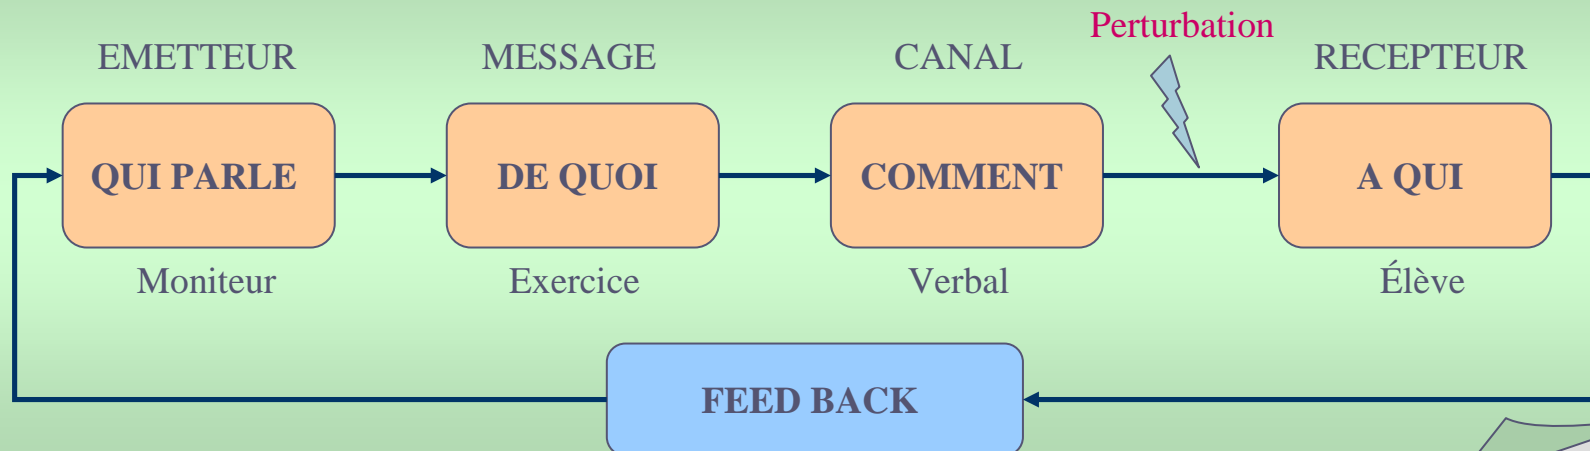 Perturbation
EMETTEUR MESSAGE CANAL RECEPTEUR
QUI PARLE DE QUOI COMMENT A QUI
Moniteur Exercice Verbal Élève
FEED BACK